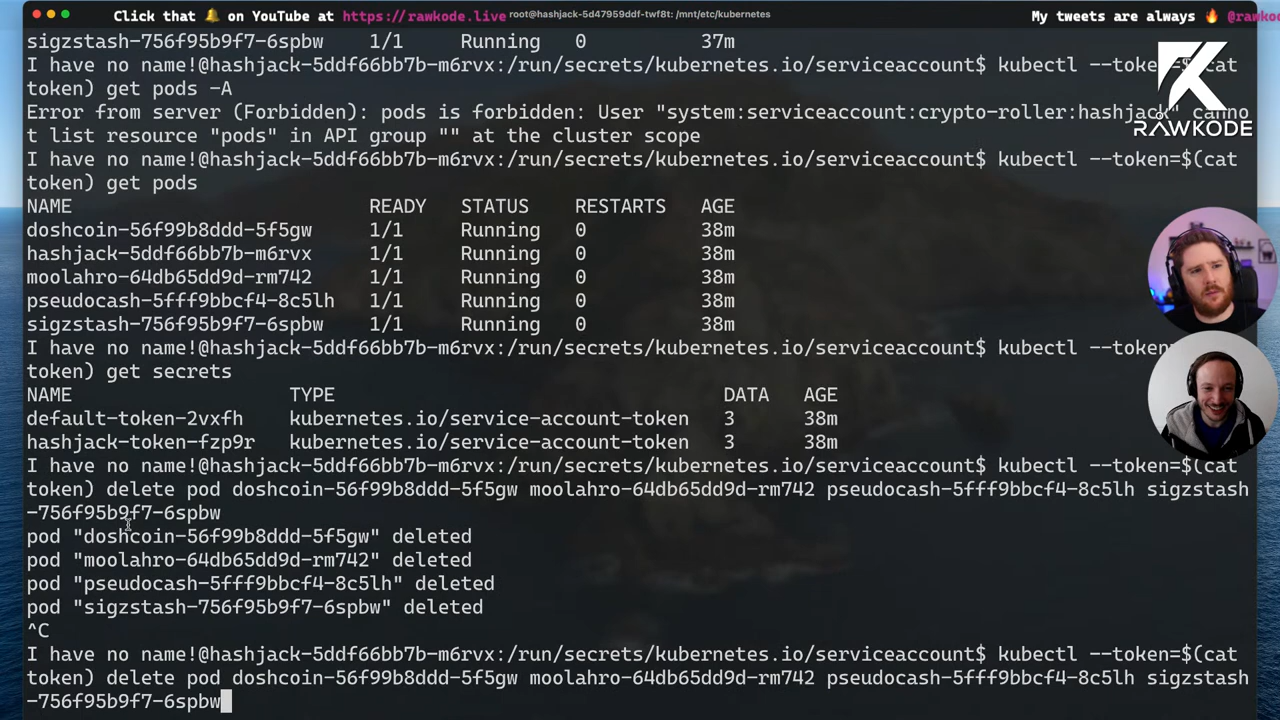 Click that 🔔 on YouTube at https://rawkode.live root@hashjack-5d47959ddf-twf8t: /mnt/etc/kubernetes My tweets are always 🔥 @rawko
sigzstash-756f95b9f7-6spbw 1/1 Running 0 37m
I have no name!@hashjack-5ddf66bb7b-m6rvx:/run/secrets/kubernetes.io/serviceaccount$ kubectl --token=$(cat
token) get pods -A
Error from server (Forbidden): pods is forbidden: User "system:serviceaccount:crypto-roller:hashjack" canno
t list resource "pods" in API group "" at the cluster scope
RAWKODE
I have no name!@hashjack-5ddf66bb7b-m6rvx:/run/secrets/kubernetes.io/serviceaccount$ kubectl --token=$(cat
token) get pods
NAME READY STATUS RESTARTS AGE
doshcoin-56f99b8ddd-5f5gw 1/1 Running 0 38m
hashjack-5ddf66bb7b-m6rvx 1/1 Running 0 38m
moolahro-64db65dd9d-rm742 1/1 Running 0 38m
pseudocash-5fff9bbcf4-8c5lh 1/1 Running 0 38m
sigzstash-756f95b9f7-6spbw 1/1 Running 0 38m
I have no name!@hashjack-5ddf66bb7b-m6rvx:/run/secrets/kubernetes.io/serviceaccount$ kubectl --token
token) get secrets
NAME TYPE DATA AGE
default-token-2vxfh kubernetes.io/service-account-token 3 38m
hashjack-token-fzp9r kubernetes.io/service-account-token 3 38m
I have no name!@hashjack-5ddf66bb7b-m6rvx:/run/secrets/kubernetes.io/serviceaccount$ kubectl --token=$(cat
token) delete pod doshcoin-56f99b8ddd-5f5gw moolahro-64db65dd9d-rm742 pseudocash-5fff9bbcf4-8c5lh sigzstash
-756f95b9f7-6spbw
pod "doshcoin-56f99b8ddd-5f5gw" deleted
pod "moolahro-64db65dd9d-rm742" deleted
pod "pseudocash-5fff9bbcf4-8c5lh" deleted
pod "sigzstash-756f95b9f7-6spbw" deleted
^C
I have no name!@hashjack-5ddf66bb7b-m6rvx:/run/secrets/kubernetes.io/serviceaccount$ kubectl --token=$(cat
token) delete pod doshcoin-56f99b8ddd-5f5gw moolahro-64db65dd9d-rm742 pseudocash-5fff9bbcf4-8c5lh sigzstash
-756f95b9f7-6spbw